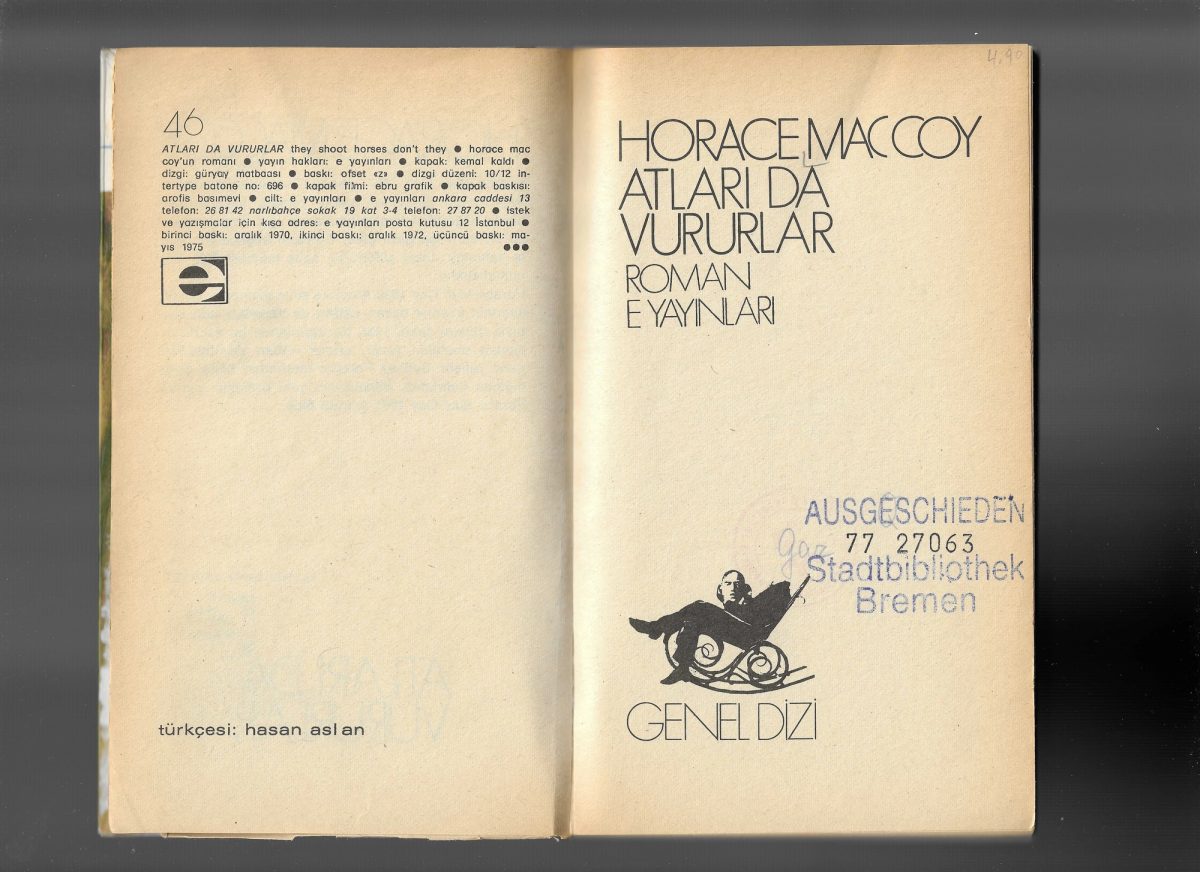 46
ATLARI DA VURURLAR they shoot horses don't they ● horace mac
coy'un romanı ● yayın hakları: e yayınları ● kapak: kemal kaldı ●
dizgi: güryay matbaası ● baskı: ofset «z» ● dizgi düzeni: 10/12 in-
tertype batone no: 696 ● kapak filmi: ebru grafik ● kapak baskısı:
arofis basımevi ● cilt: e yayınları ● e yayınları ankara caddesi 13
telefon: 26 81 42 narlıbahçe sokak 19 kat 3-4 telefon: 27 87 20 ● istek
ve yazışmalar için kısa adres: e yayınları posta kutusu 12 İstanbul ●
birinci baskı: aralık 1970, ikinci baskı: aralık 1972, üçüncü baskı: ma-
yıs 1975 ●●●
e
türkçesi: hasan aslan
4,90
HORACE MAC COY
ATLARI DA
VURURLAR
ROMAN
E YAYINLARI
AUSGESCHIEDEN
77 27063
Stadtbibliothek
Bremen
GENEL DİZİ